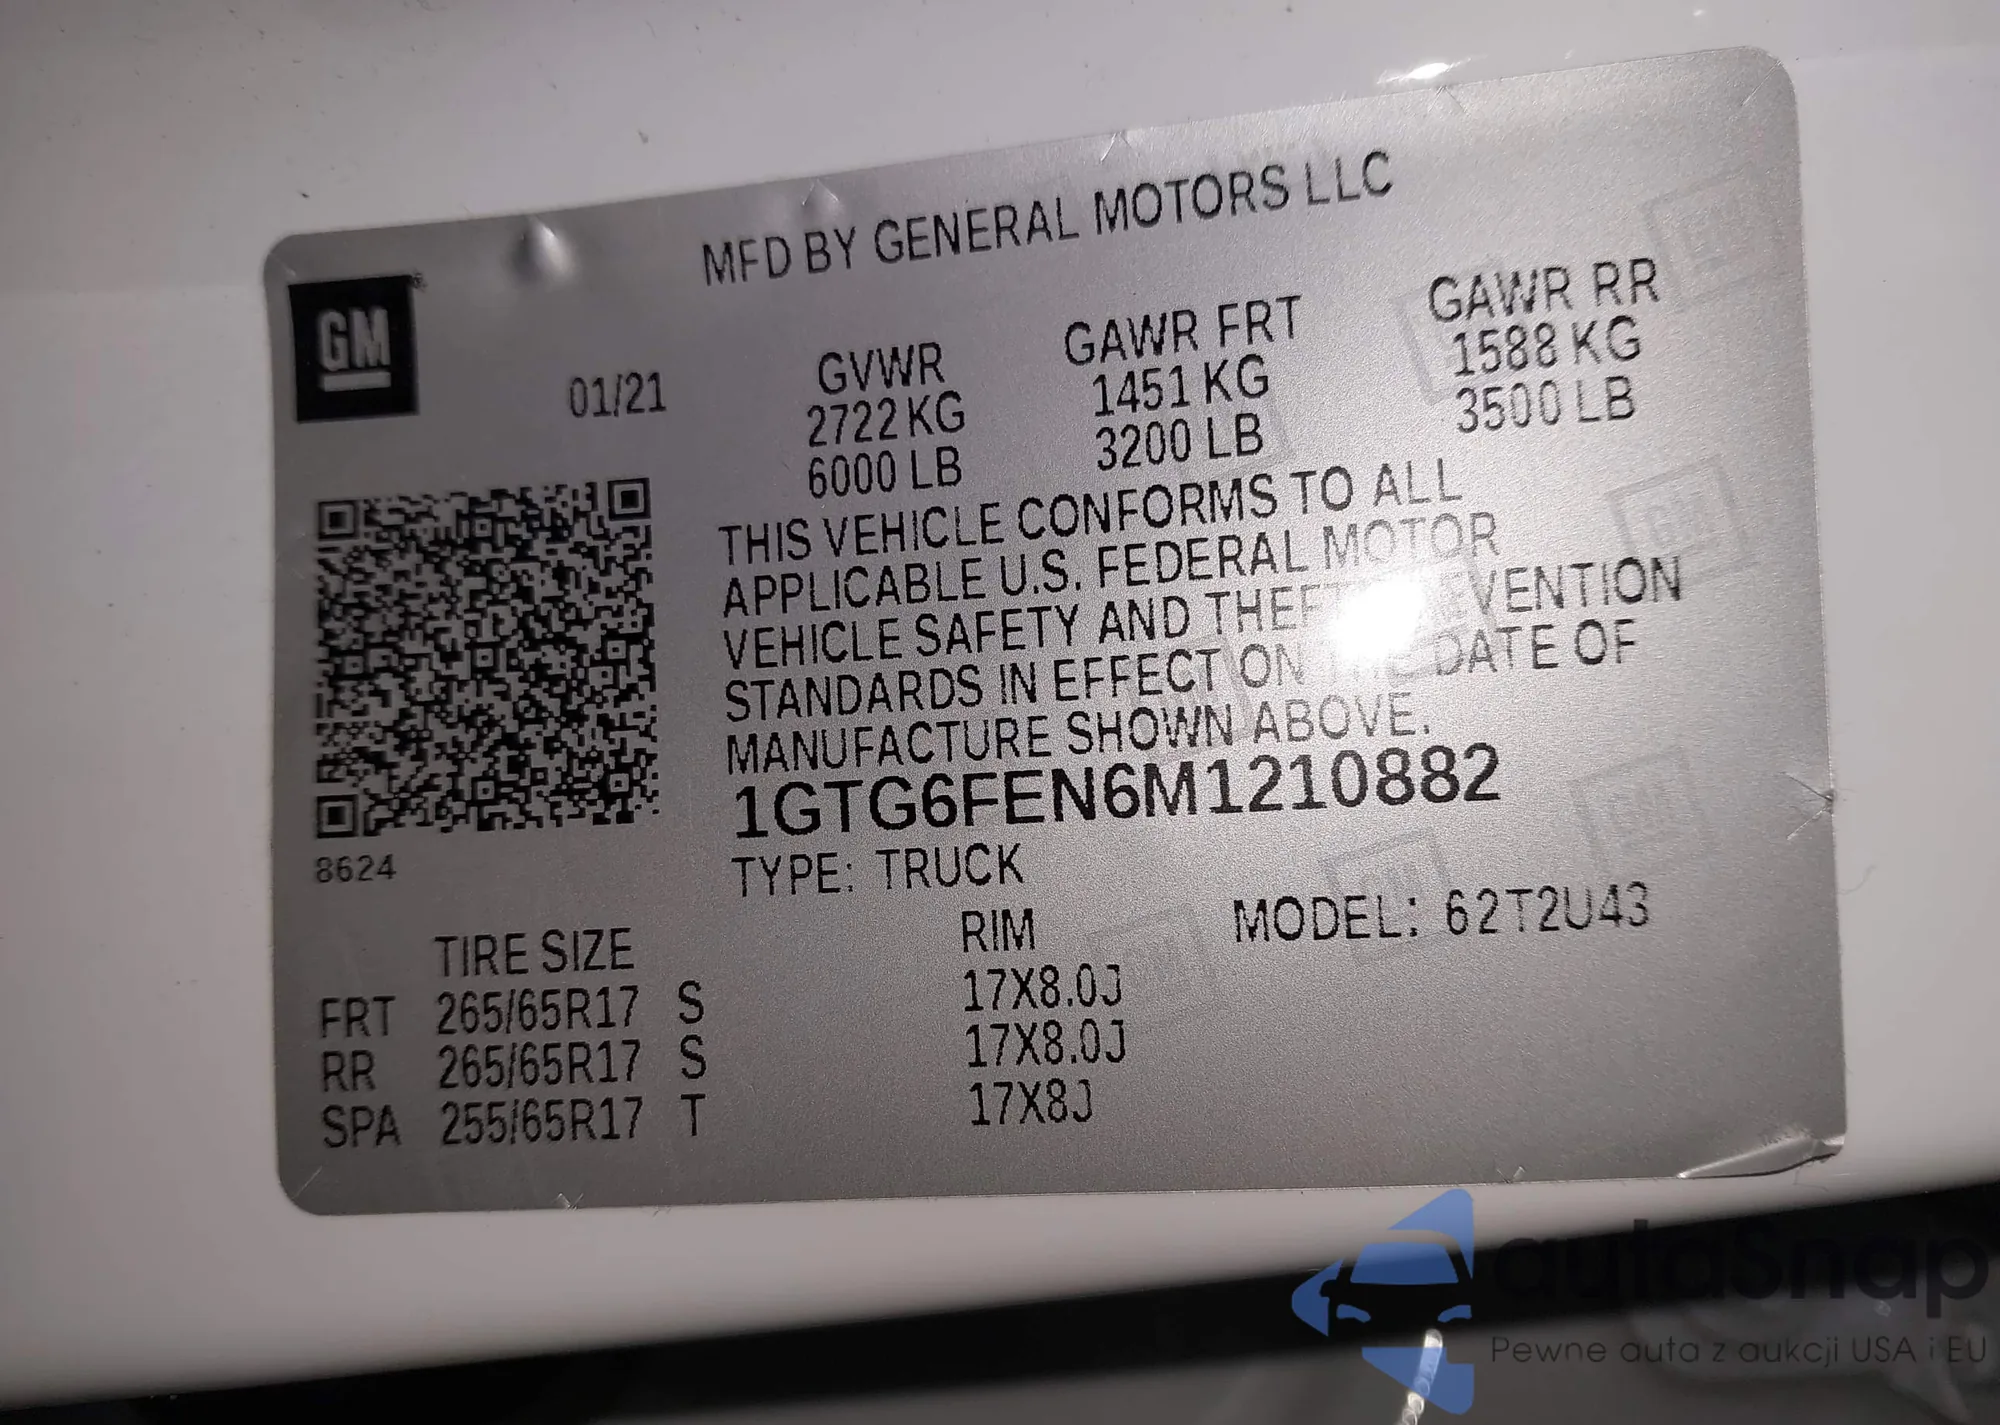 MFD BY GENERAL MOTORS LLC
GM
01/21
GVWR GAWR FRT GAWR RR
2722 KG 1451 KG 1588 KG
6000 LB 3200 LB 3500 LB
THIS VEHICLE CONFORMS TO ALL
APPLICABLE U.S. FEDERAL MOTOR
VEHICLE SAFETY AND THEFT PREVENTION
STANDARDS IN EFFECT ON THE DATE OF
MANUFACTURE SHOWN ABOVE.
1GTG6FEN6M1210882
8624
TYPE: TRUCK
MODEL: 62T2U43
TIRE SIZE RIM
FRT 265/65R17 S 17X8.0J
RR 265/65R17 S 17X8.0J
SPA 255/65R17 T 17X8J
autoSnap
Pewne auta z aukcji USA i EU